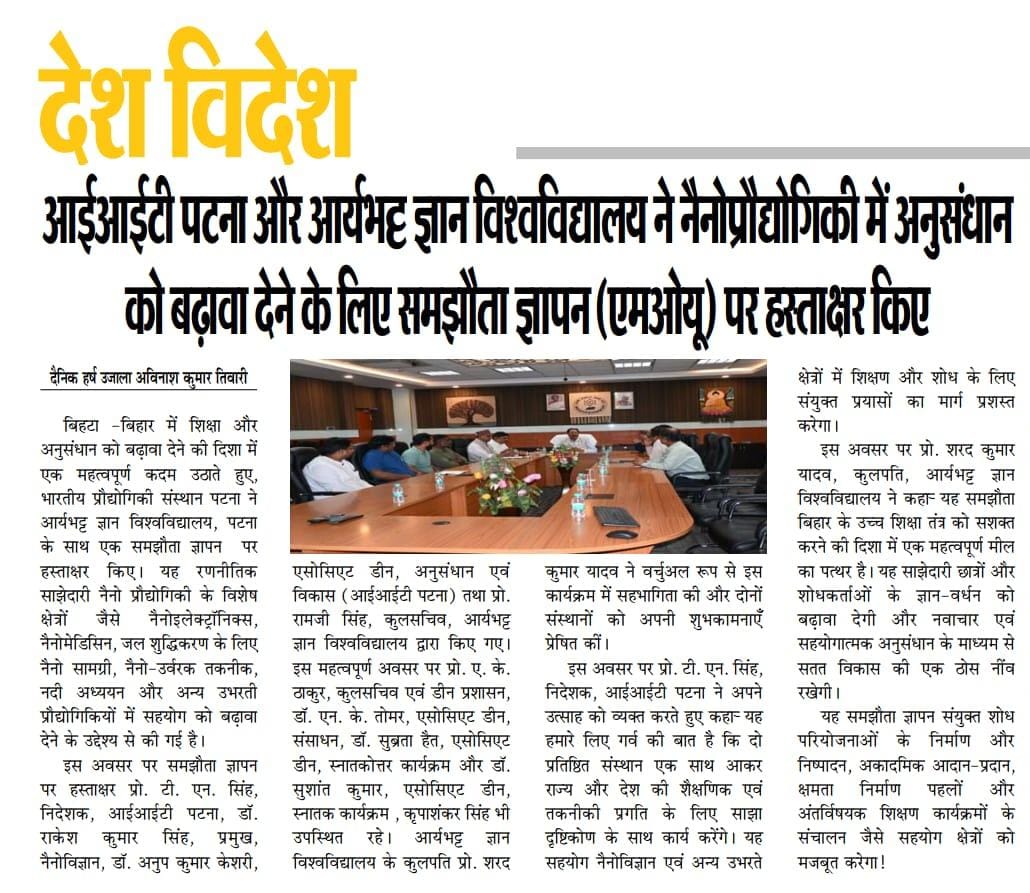 देश विदेश
आईआईटी पटना और आर्यभट्ट ज्ञान विश्वविद्यालय ने नैनोप्रौद्योगिकी में अनुसंधान
को बढ़ावा देने के लिए समझौता ज्ञापन (एमओयू) पर हस्ताक्षर किए
दैनिक हर्ष उजाला अविनाश कुमार तिवारी
बिहटा -बिहार में शिक्षा और
अनुसंधान को बढ़ावा देने की दिशा में
एक महत्वपूर्ण कदम उठाते हुए,
भारतीय प्रौद्योगिकी संस्थान पटना ने
आर्यभट्ट ज्ञान विश्वविद्यालय, पटना
के साथ एक समझौता ज्ञापन पर
हस्ताक्षर किए। यह रणनीतिक
साझेदारी नैनो प्रौद्योगिकी के विशेष
क्षेत्रों जैसे नैनोइलेक्ट्रॉनिक्स,
नैनोमेडिसिन, जल शुद्धिकरण के लिए
नैनो सामग्री, नैनो-उर्वरक तकनीक,
नदी अध्ययन और अन्य उभरती
प्रौद्योगिकियों में सहयोग को बढ़ावा
देने के उद्देश्य से की गई है।
इस अवसर पर समझौता ज्ञापन
पर हस्ताक्षर प्रो. टी. एन. सिंह,
निदेशक, आईआईटी पटना, डॉ.
राकेश कुमार सिंह, प्रमुख,
नैनोविज्ञान, डॉ. अनुप कुमार केशरी,
एसोसिएट डीन, अनुसंधान एवं
विकास (आईआईटी पटना) तथा प्रो.
रामजी सिंह, कुलसचिव, आर्यभट्ट
ज्ञान विश्वविद्यालय द्वारा किए गए।
इस महत्वपूर्ण अवसर पर प्रो. ए. के.
ठाकुर, कुलसचिव एवं डीन प्रशासन,
डॉ. एन. के. तोमर, एसोसिएट डीन,
संसाधन, डॉ. सुब्रता हैत, एसोसिएट
डीन, स्नातकोत्तर कार्यक्रम और डॉ.
सुशांत कुमार, एसोसिएट डीन,
स्नातक कार्यक्रम , कृपाशंकर सिंह भी
उपस्थित रहे। आर्यभट्ट ज्ञान
विश्वविद्यालय के कुलपति प्रो. शरद
कुमार यादव ने वर्चुअल रूप से इस
कार्यक्रम में सहभागिता की और दोनों
संस्थानों को अपनी शुभकामनाएँ
प्रेषित कीं।
इस अवसर पर प्रो. टी. एन. सिंह,
निदेशक, आईआईटी पटना ने अपने
उत्साह को व्यक्त करते हुए कहा- यह
हमारे लिए गर्व की बात है कि दो
प्रतिष्ठित संस्थान एक साथ आकर
राज्य और देश की शैक्षणिक एवं
तकनीकी प्रगति के लिए साझा
दृष्टिकोण के साथ कार्य करेंगे। यह
सहयोग नैनोविज्ञान एवं अन्य उभरते
क्षेत्रों में शिक्षण और शोध के लिए
संयुक्त प्रयासों का मार्ग प्रशस्त
करेगा।
इस अवसर पर प्रो. शरद कुमार
यादव, कुलपति, आर्यभट्ट ज्ञान
विश्वविद्यालय ने कहा- यह समझौता
बिहार के उच्च शिक्षा तंत्र को सशक्त
करने की दिशा में एक महत्वपूर्ण मील
का पत्थर है। यह साझेदारी छात्रों और
शोधकर्ताओं के ज्ञान-वर्धन को
बढ़ावा देगी और नवाचार एवं
सहयोगात्मक अनुसंधान के माध्यम से
सतत विकास की एक ठोस नींव
रखेगी।
यह समझौता ज्ञापन संयुक्त शोध
परियोजनाओं के निर्माण और
निष्पादन, अकादमिक आदान-प्रदान,
क्षमता निर्माण पहलों और
अंतर्विषयक शिक्षण कार्यक्रमों के
संचालन जैसे सहयोग क्षेत्रों को
मजबूत करेगा!